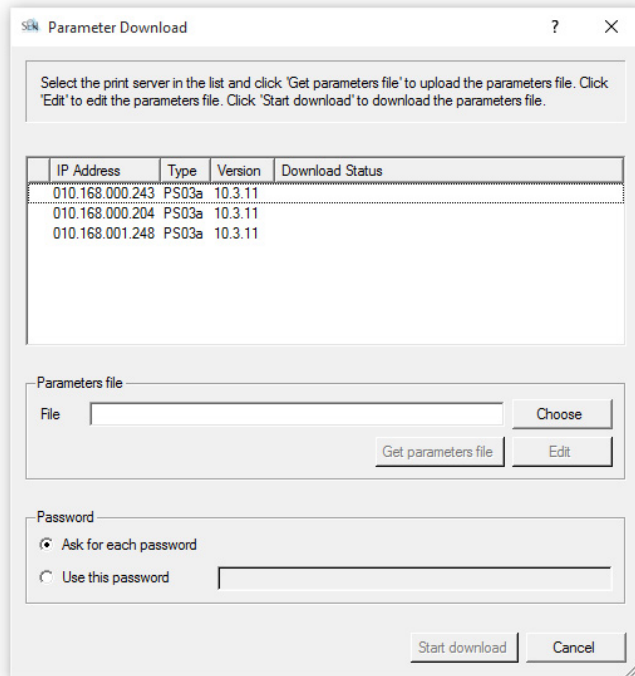 SEH Parameter Download ?
Select the print server in the list and click 'Get parameters file' to upload the parameters file. Click
'Edit' to edit the parameters file. Click 'Start download' to download the parameters file.
IP Address Type Version Download Status
010.168.000.243 PS03a 10.3.11
010.168.000.204 PS03a 10.3.11
010.168.001.248 PS03a 10.3.11
Parameters file
File Choose
Get parameters file Edit
Password
Ask for each password
Use this password
Start download Cancel